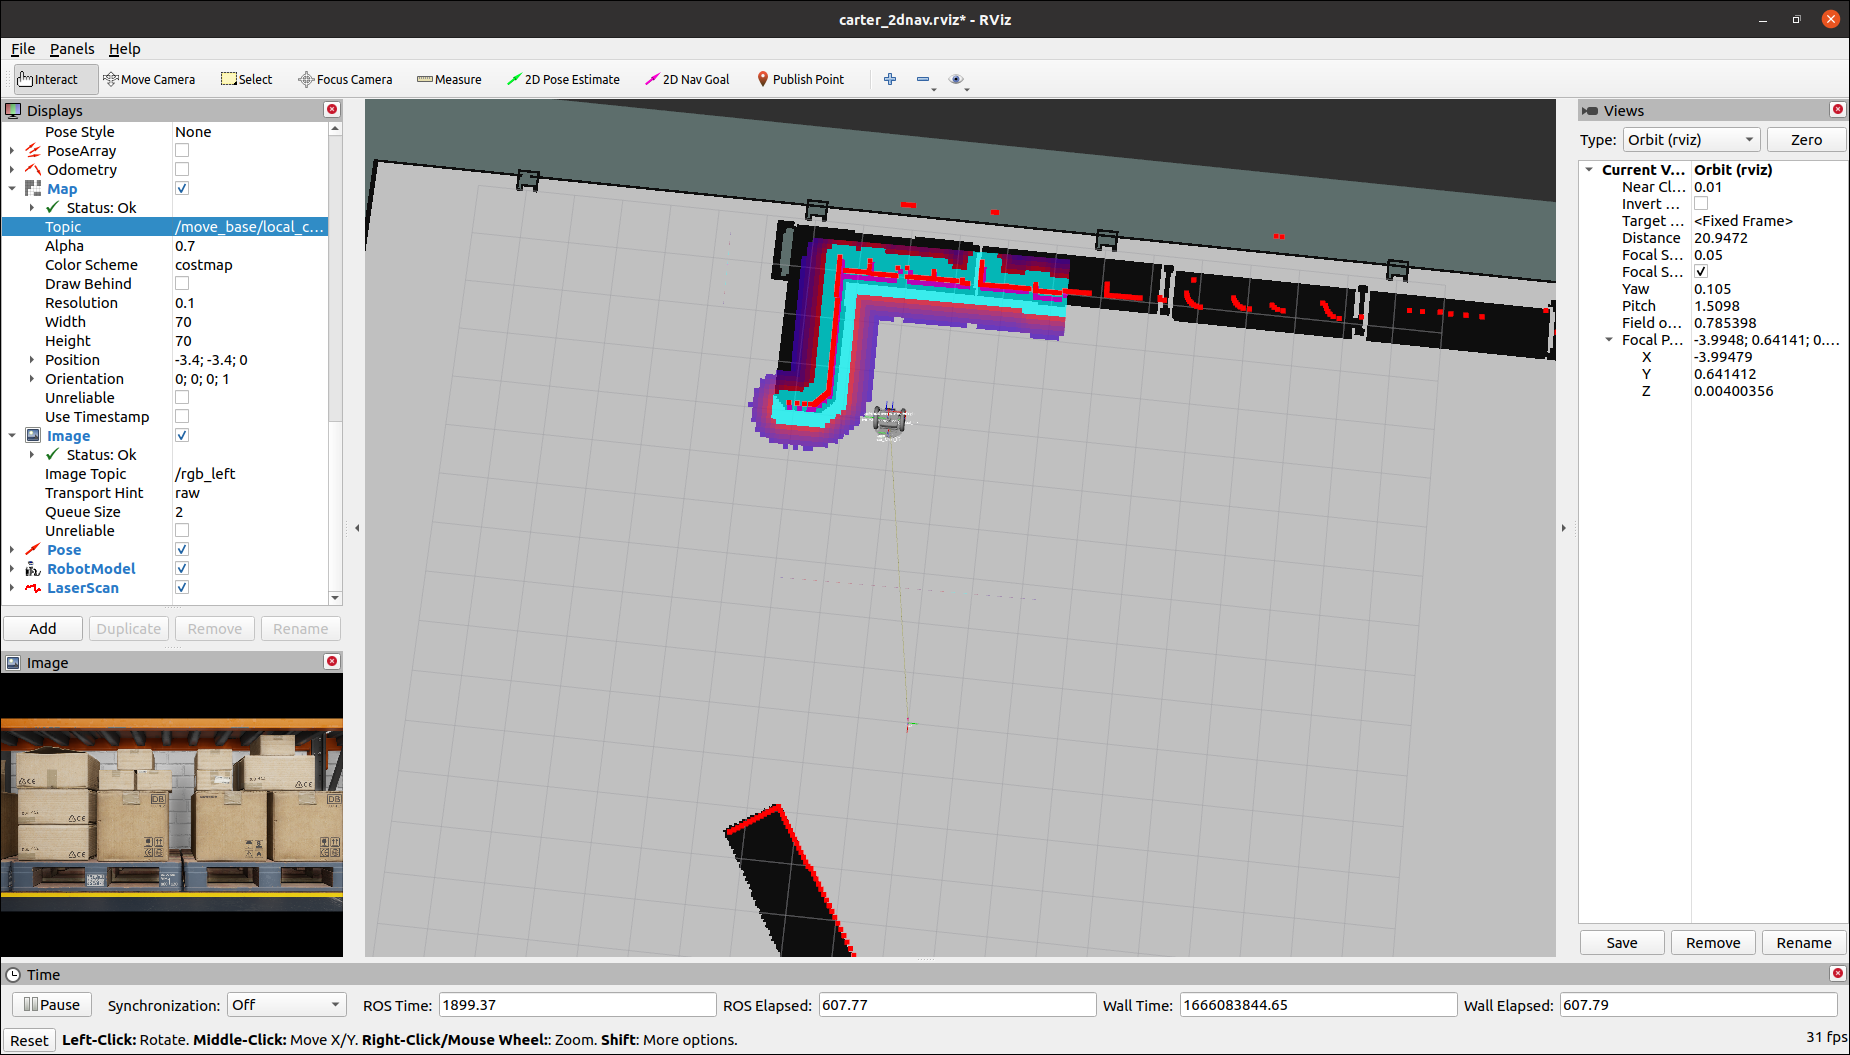 carter_2dnav.rviz* - RViz
File Panels Help
Interact Move Camera Select Focus Camera Measure 2D Pose Estimate 2D Nav Goal Publish Point
Displays
Pose Style None
PoseArray
Odometry
Map
Status: Ok
Topic /move_base/local_c...
Alpha 0.7
Color Scheme costmap
Draw Behind
Resolution 0.1
Width 70
Height 70
Position -3.4; -3.4; 0
Orientation 0; 0; 0; 1
Unreliable
Use Timestamp
Image
Status: Ok
Image Topic /rgb_left
Transport Hint raw
Queue Size 2
Unreliable
Pose
RobotModel
LaserScan
Add Duplicate Remove Rename
Image
Views
Type: Orbit (rviz) Zero
Current V... Orbit (rviz)
Near Cl... 0.01
Invert ...
Target ... <Fixed Frame>
Distance 20.9472
Focal S... 0.05
Focal S...
Yaw 0.105
Pitch 1.5098
Field o... 0.785398
Focal P... -3.9948; 0.64141; 0....
X -3.99479
Y 0.641412
Z 0.00400356
Save Remove Rename
Time
Pause Synchronization: Off ROS Time: 1899.37 ROS Elapsed: 607.77 Wall Time: 1666083844.65 Wall Elapsed: 607.79
Reset Left-Click: Rotate. Middle-Click: Move X/Y. Right-Click/Mouse Wheel:: Zoom. Shift: More options. 31 fps